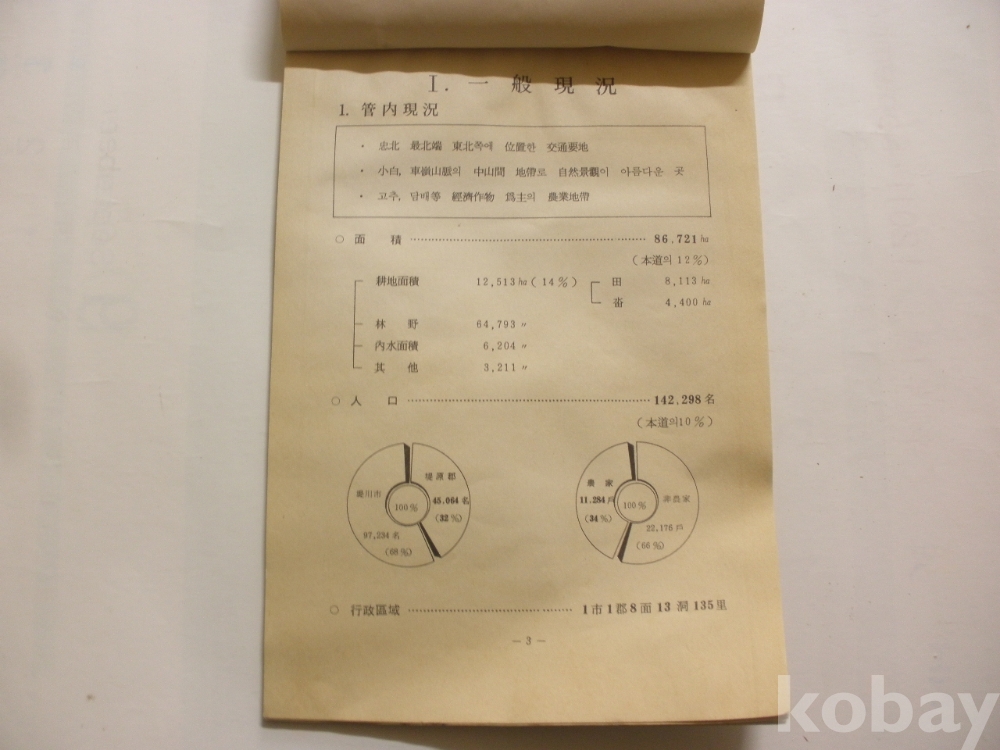 I. 一般現況
1. 管内現況
· 忠北 最北端 東北쪽에 位置한 交通要地
· 小白, 車嶺山脈의 中山間 地帶로 自然景觀이 아름다운 곳
· 고추, 담배等 經濟作物 爲主의 農業地帶
○ 面積 86,721 ha
(本道의 12%)
耕地面積 12,513 ha (14%) 田 8,113 ha
畓 4,400 ha
林野 64,793 〃
內水面積 6,204 〃
其他 3,211 〃
○ 人口 142,298 名
(本道의 10%)
堤川市 97,234 名 (68%)
100%
堤源郡 45,064 名 (32%)
農家 11,284 戶 (34%)
100%
非農家 22,176 戶 (66%)
○ 行政區域 1市 1郡 8面 13洞 135里
— 3 —
kobay